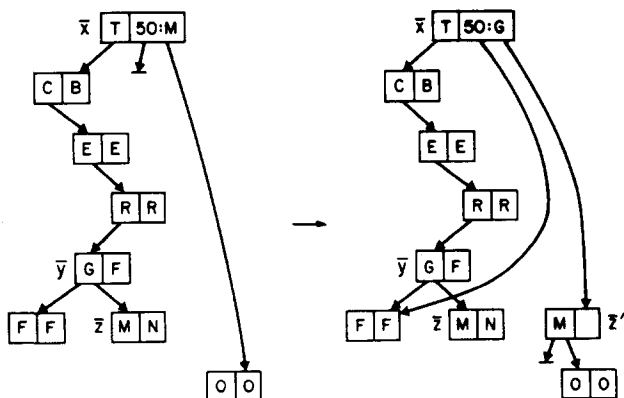 x̄ T 50:M
C B
E E
R R
ȳ G F
F F z̄ M N
O O
x̄ T 50:G
C B
E E
R R
ȳ G F
F F z̄ M N M z̄'
O O